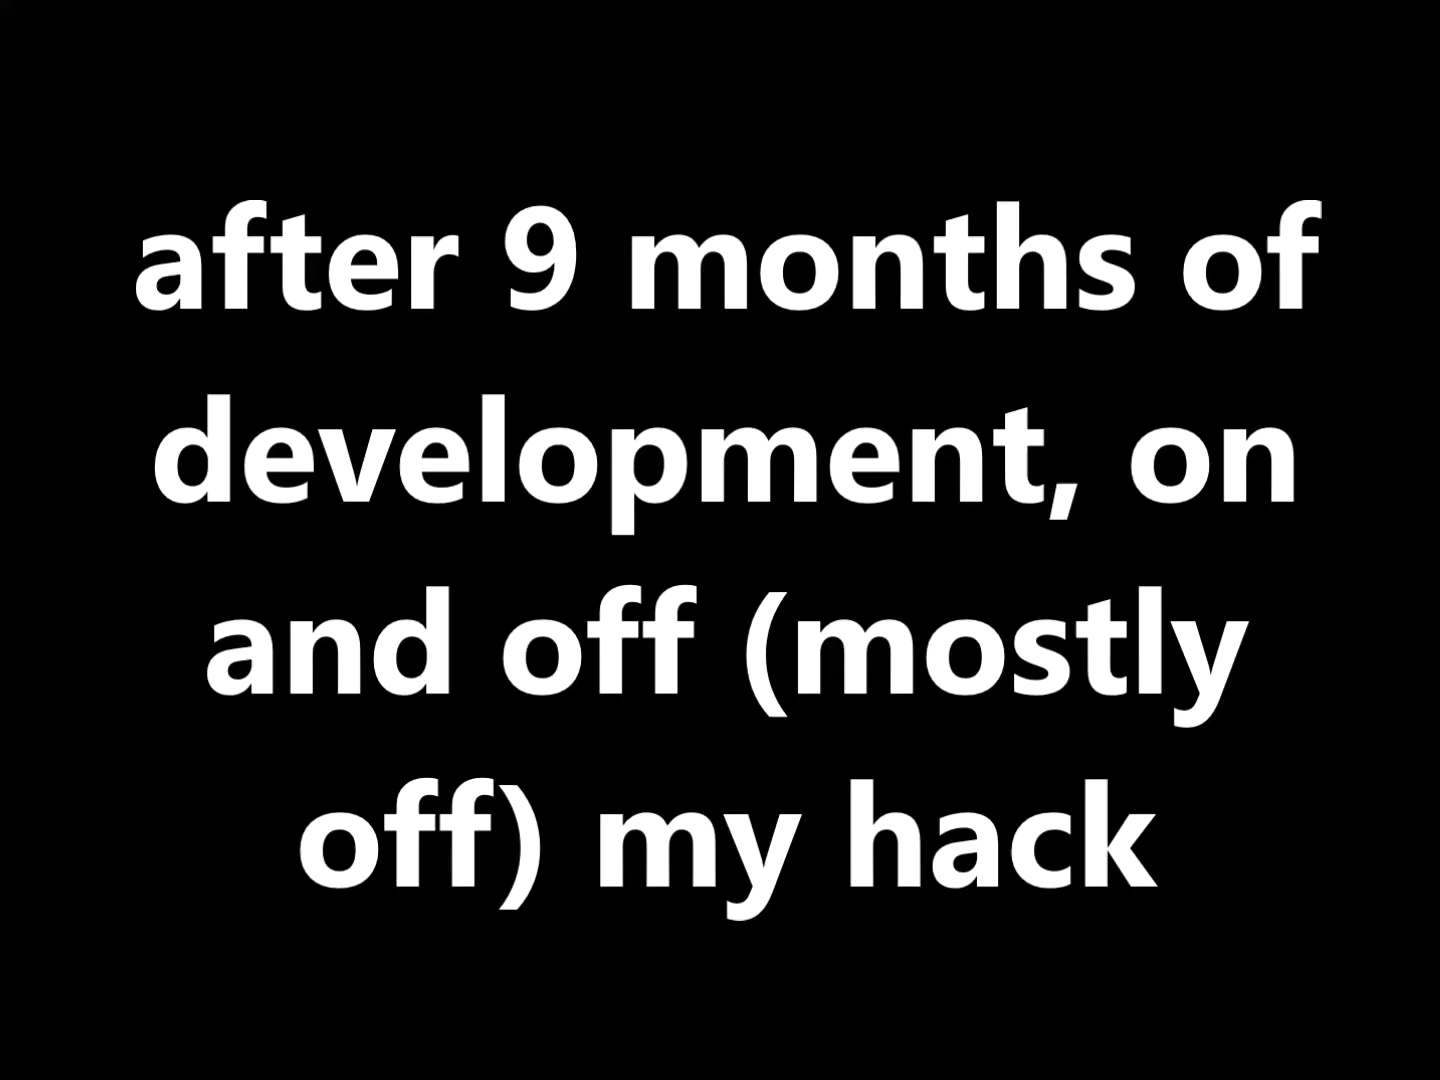 after 9 months of
development, on
and off (mostly
off) my hack